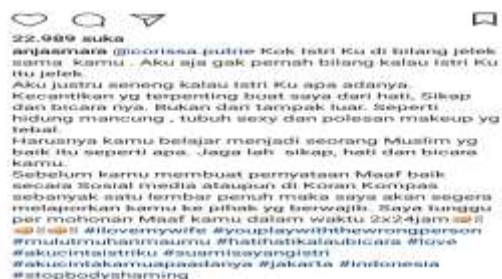 22.989 suka
anjasmara @corissa.putrie Kok Istri Ku di bilang jelek
sama kamu . Aku aja gak pernah bilang kalau Istri Ku
itu jelek.
Aku justru seneng kalau Istri Ku apa adanya.
Kecantikan yg terpenting buat saya dari hati, Sikap
dan bicara nya. Bukan dari tampak luar. Seperti
hidung mancung , tubuh sexy dan polesan makeup yg
tebal.
Harusnya kamu belajar menjadi seorang Muslim yg
baik itu seperti apa. Jaga lah sikap, hati dan bicara
kamu.
Sebelum kamu membuat pernyataan Maaf baik
secara Sosial media ataupun di Koran Kompas
sebanyak satu lembar penuh maka saya akan segera
melaporkan kamu ke pihak yg berwajib. Saya tunggu
per mohonan Maaf kamu dalam waktu 2x24jam
#ilovemywife #youplaywiththewrongperson
#mulutmuharimaumu #hatihatikalaubicara #love
#akucintaistriku #suamisayangistri
#akucintakamuapaadanya #jakarta #indonesia
#stopbodyshaming